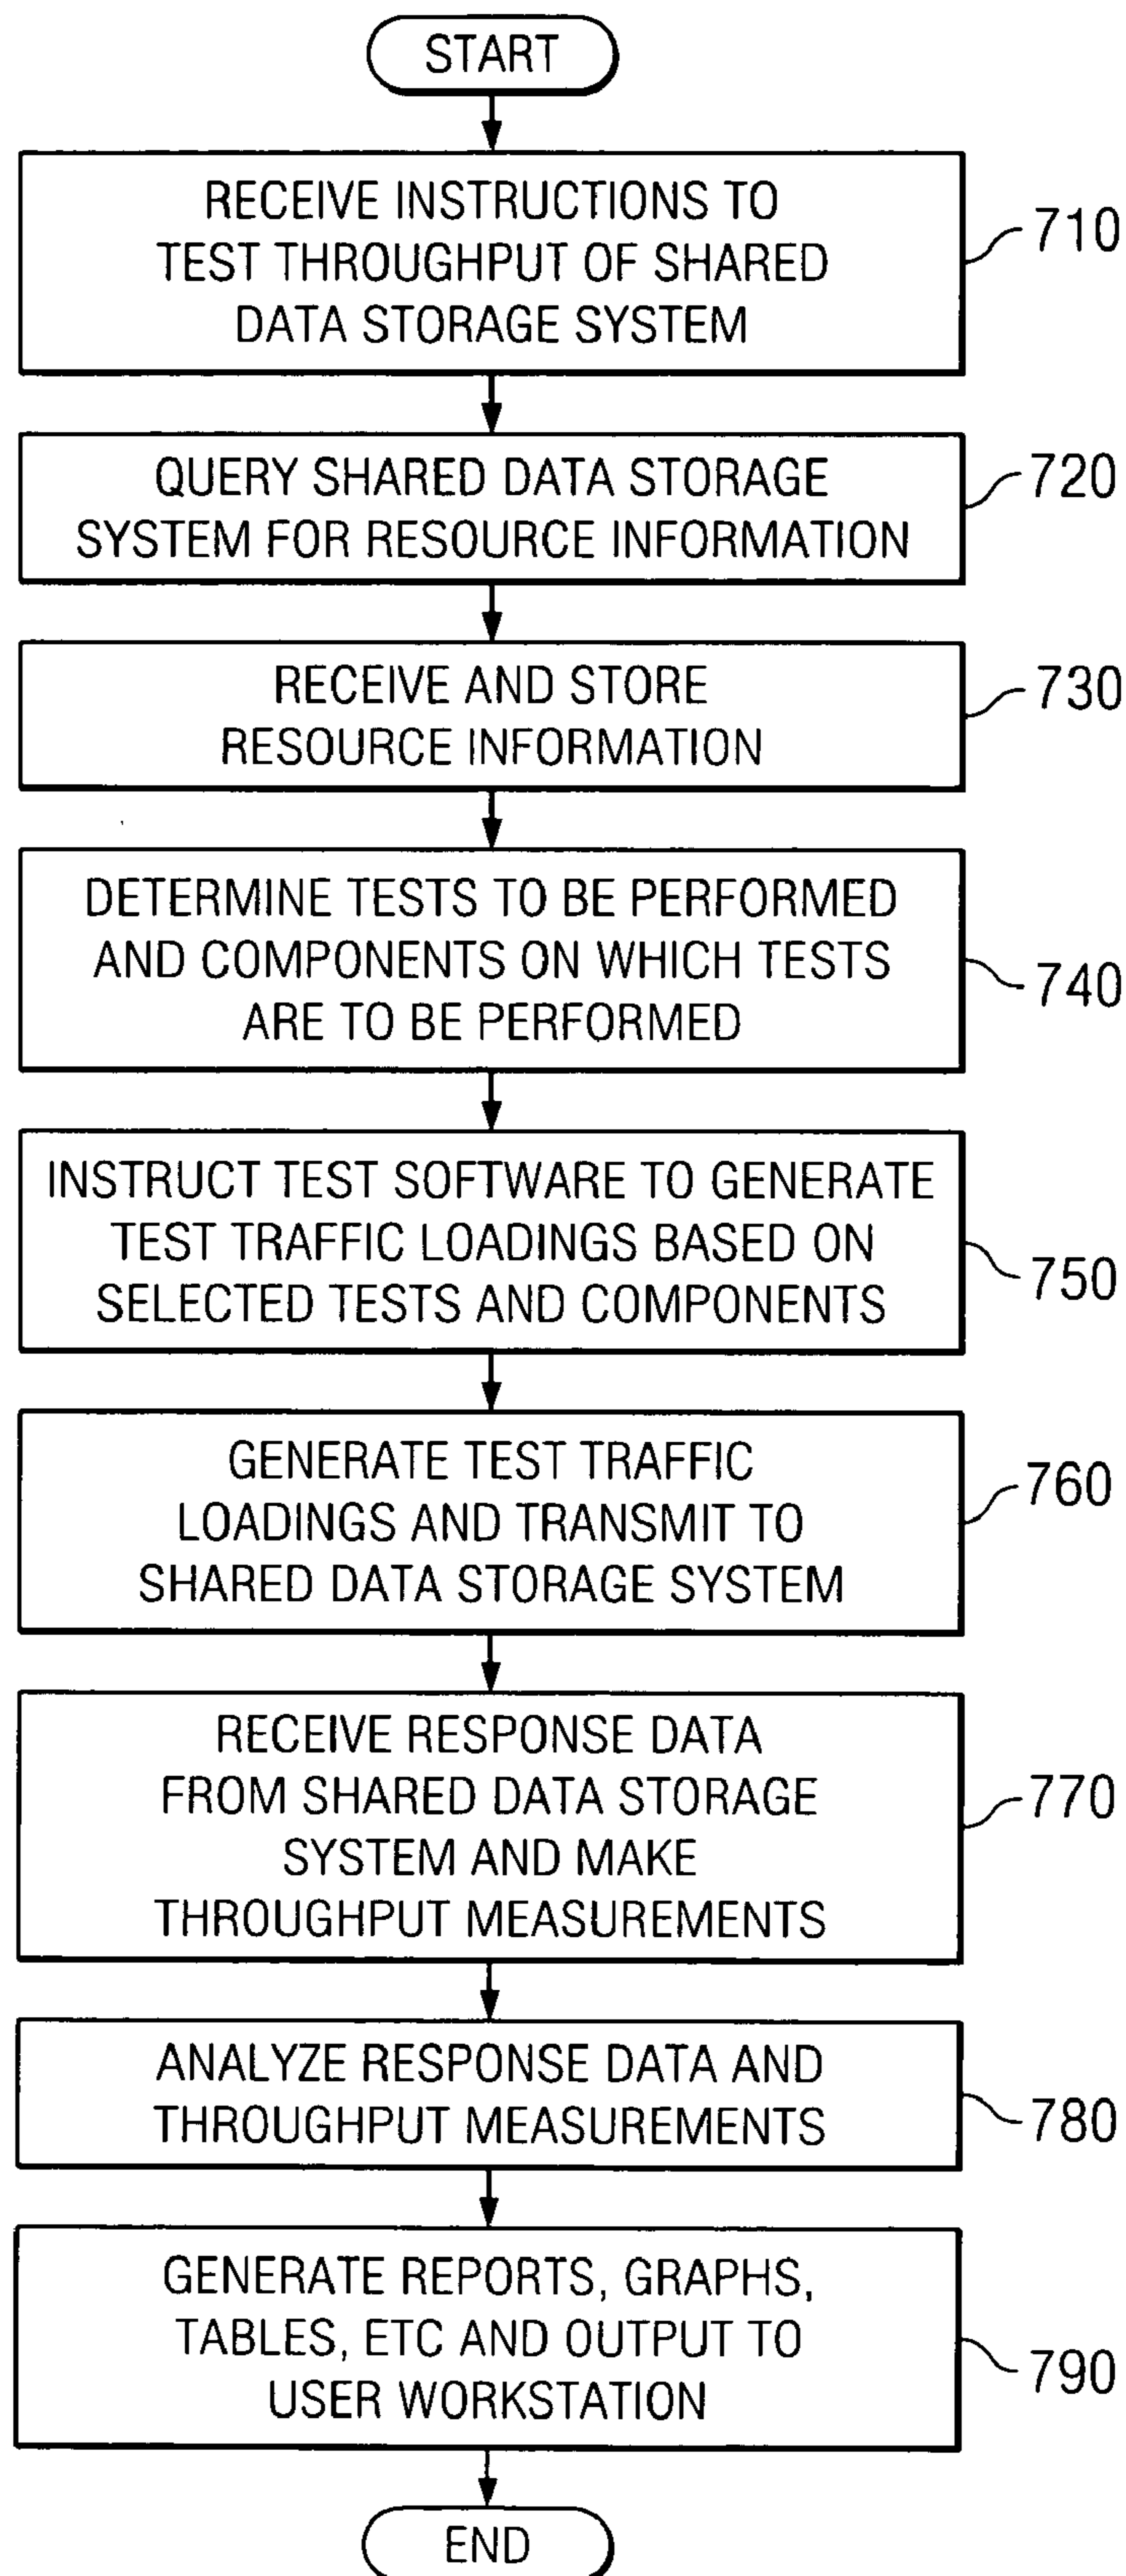 START
RECEIVE INSTRUCTIONS TO
TEST THROUGHPUT OF SHARED
DATA STORAGE SYSTEM
710
QUERY SHARED DATA STORAGE
SYSTEM FOR RESOURCE INFORMATION
720
RECEIVE AND STORE
RESOURCE INFORMATION
730
DETERMINE TESTS TO BE PERFORMED
AND COMPONENTS ON WHICH TESTS
ARE TO BE PERFORMED
740
INSTRUCT TEST SOFTWARE TO GENERATE
TEST TRAFFIC LOADINGS BASED ON
SELECTED TESTS AND COMPONENTS
750
GENERATE TEST TRAFFIC
LOADINGS AND TRANSMIT TO
SHARED DATA STORAGE SYSTEM
760
RECEIVE RESPONSE DATA
FROM SHARED DATA STORAGE
SYSTEM AND MAKE
THROUGHPUT MEASUREMENTS
770
ANALYZE RESPONSE DATA AND
THROUGHPUT MEASUREMENTS
780
GENERATE REPORTS, GRAPHS,
TABLES, ETC AND OUTPUT TO
USER WORKSTATION
790
END